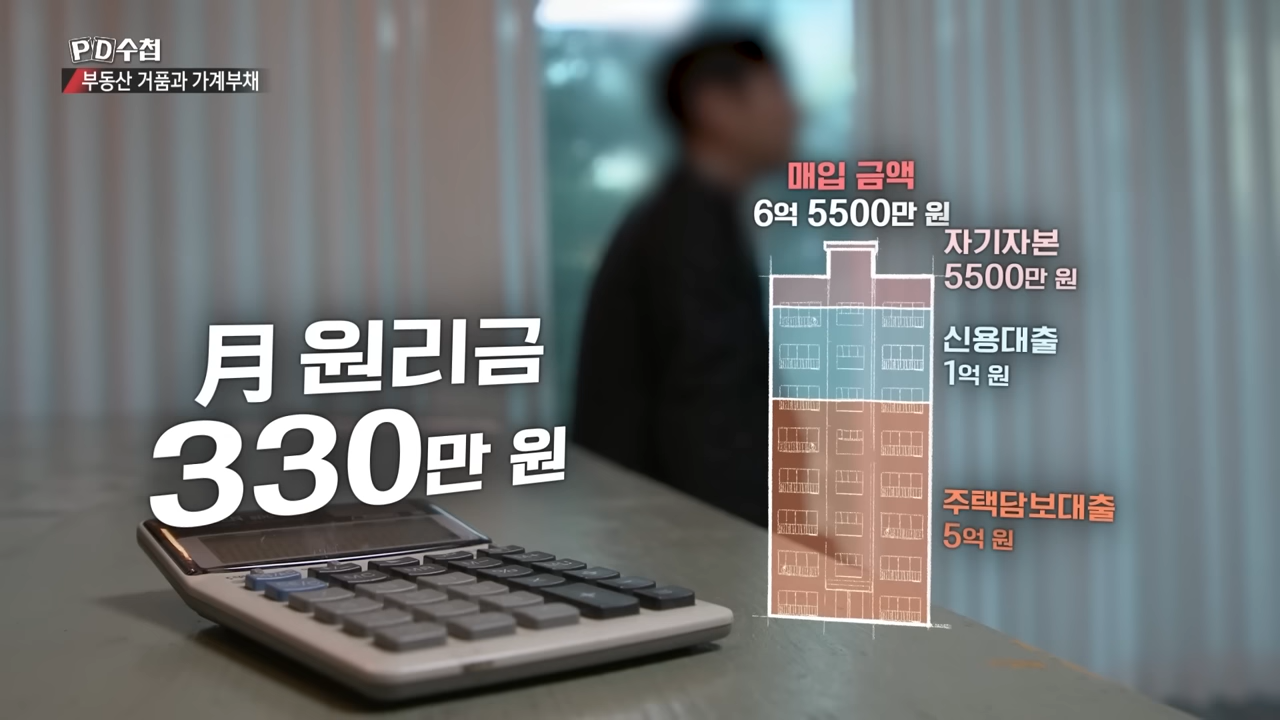 PD수첩
부동산 거품과 가계부채
月 원리금
330만 원
매입 금액
6억 5500만 원
자기자본
5500만 원
신용대출
1억 원
주택담보대출
5억 원